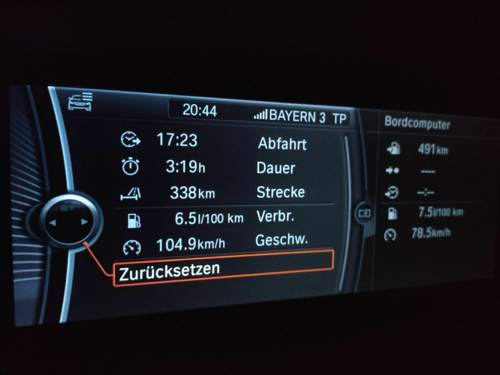 20:44 BAYERN 3 TP
17:23 Abfahrt
3:19h Dauer
338km Strecke
6.5l/100 km Verbr.
104.9km/h Geschw.
Zurücksetzen
Bordcomputer
491km
--
--:--
7.5l/100 km
78.5km/h